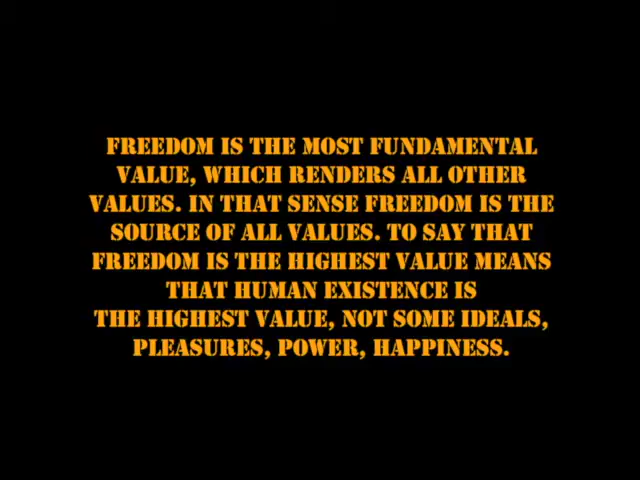 FREEDOM IS THE MOST FUNDAMENTAL
VALUE, WHICH RENDERS ALL OTHER
VALUES. IN THAT SENSE FREEDOM IS THE
SOURCE OF ALL VALUES. TO SAY THAT
FREEDOM IS THE HIGHEST VALUE MEANS
THAT HUMAN EXISTENCE IS
THE HIGHEST VALUE, NOT SOME IDEALS,
PLEASURES, POWER, HAPPINESS.